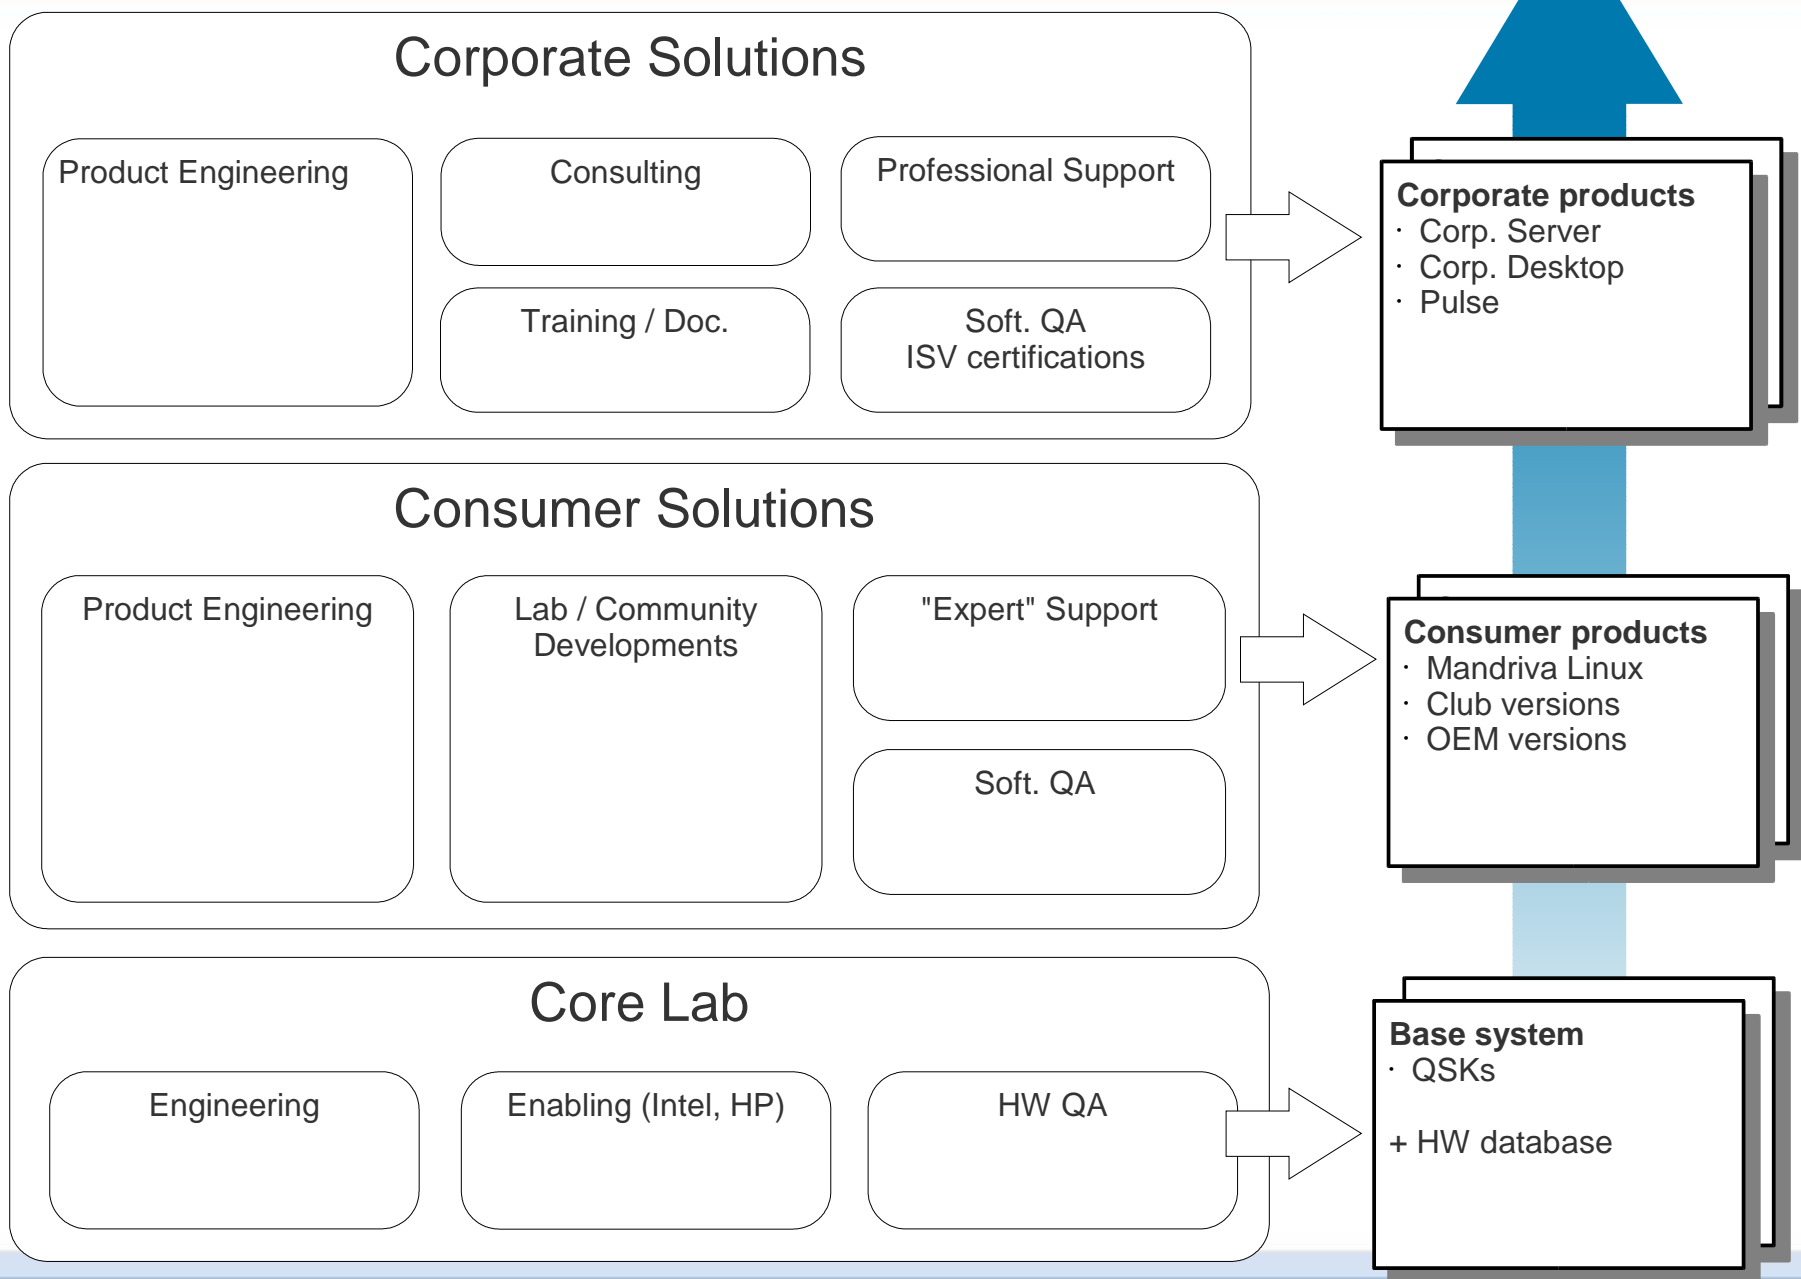 Corporate Solutions
Product Engineering
Consulting
Professional Support
Training / Doc.
Soft. QA
ISV certifications
Corporate products
· Corp. Server
· Corp. Desktop
· Pulse
Consumer Solutions
Product Engineering
Lab / Community
Developments
"Expert" Support
Soft. QA
Consumer products
· Mandriva Linux
· Club versions
· OEM versions
Core Lab
Engineering
Enabling (Intel, HP)
HW QA
Base system
· QSKs
+ HW database